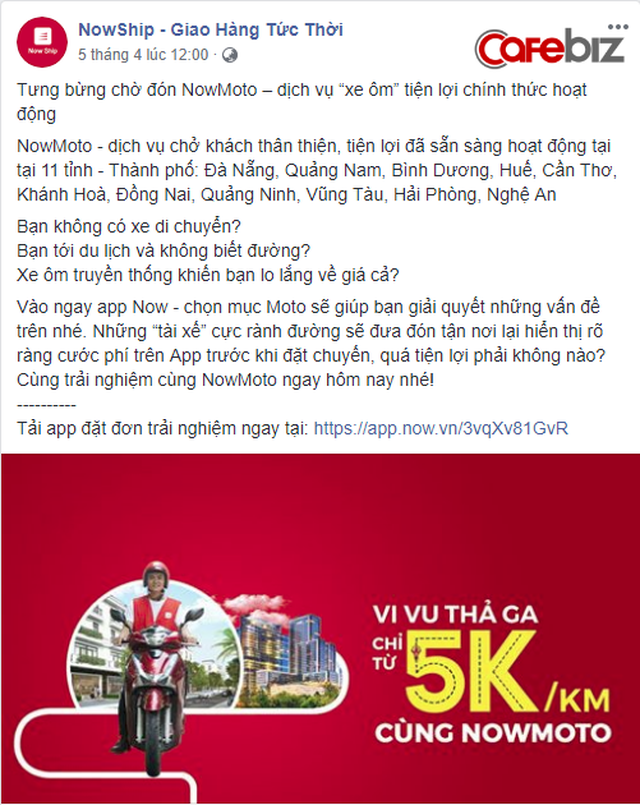 NowShip - Giao Hàng Tức Thời
5 tháng 4 lúc 12:00 ·
Now Ship
CafeBiz
Tưng bừng chờ đón NowMoto – dịch vụ “xe ôm” tiện lợi chính thức hoạt
động
NowMoto - dịch vụ chở khách thân thiện, tiện lợi đã sẵn sàng hoạt động tại
tại 11 tỉnh - Thành phố: Đà Nẵng, Quảng Nam, Bình Dương, Huế, Cần Thơ,
Khánh Hoà, Đồng Nai, Quảng Ninh, Vũng Tàu, Hải Phòng, Nghệ An
Bạn không có xe di chuyển?
Bạn tới du lịch và không biết đường?
Xe ôm truyền thống khiến bạn lo lắng về giá cả?
Vào ngay app Now - chọn mục Moto sẽ giúp bạn giải quyết những vấn đề
trên nhé. Những “tài xế” cực rành đường sẽ đưa đón tận nơi lại hiển thị rõ
ràng cước phí trên App trước khi đặt chuyến, quá tiện lợi phải không nào?
Cùng trải nghiệm cùng NowMoto ngay hôm nay nhé!
----------
Tải app đặt đơn trải nghiệm ngay tại: https://app.now.vn/3vqXv81GvR
VI VU THẢ GA
CHỈ TỪ 5K/KM
CÙNG NOWMOTO